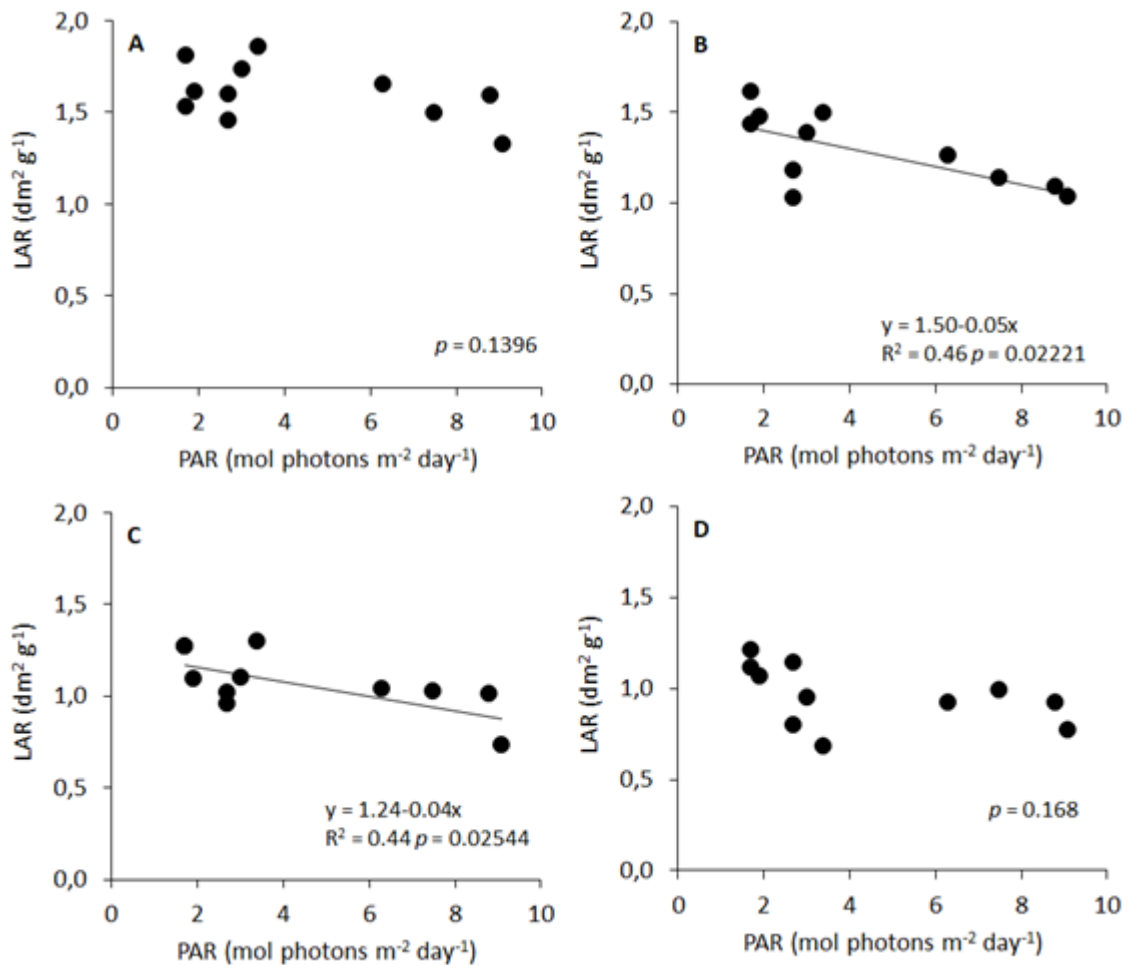 A
2,0
1,5
1,0
0,5
0,0
LAR (dm² g⁻¹)
p = 0.1396
0 2 4 6 8 10
PAR (mol photons m⁻² day⁻¹)
B
2,0
1,5
1,0
0,5
0,0
LAR (dm² g⁻¹)
y = 1.50-0.05x
R² = 0.46 p = 0.02221
0 2 4 6 8 10
PAR (mol photons m⁻² day⁻¹)
C
2,0
1,5
1,0
0,5
0,0
LAR (dm² g⁻¹)
y = 1.24-0.04x
R² = 0.44 p = 0.02544
0 2 4 6 8 10
PAR (mol photons m⁻² day⁻¹)
D
2,0
1,5
1,0
0,5
0,0
LAR (dm² g⁻¹)
p = 0.168
0 2 4 6 8 10
PAR (mol photons m⁻² day⁻¹)